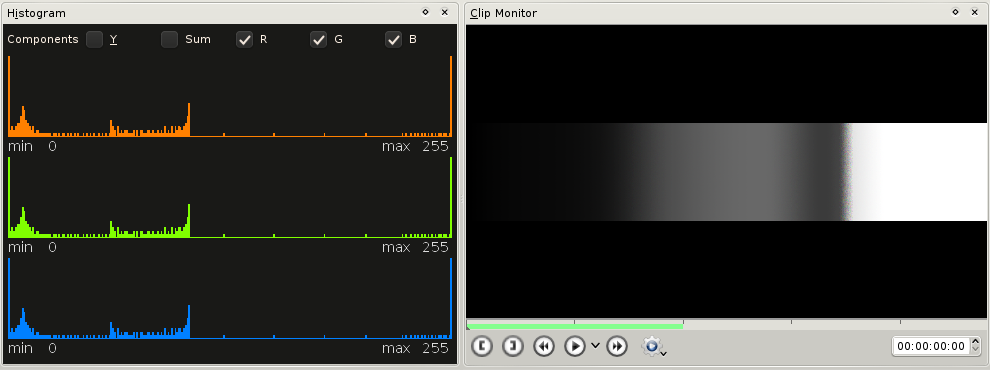 Histogram
Components Y Sum R G B
min 0 max 255
min 0 max 255
min 0 max 255
Clip Monitor
00:00:00:00